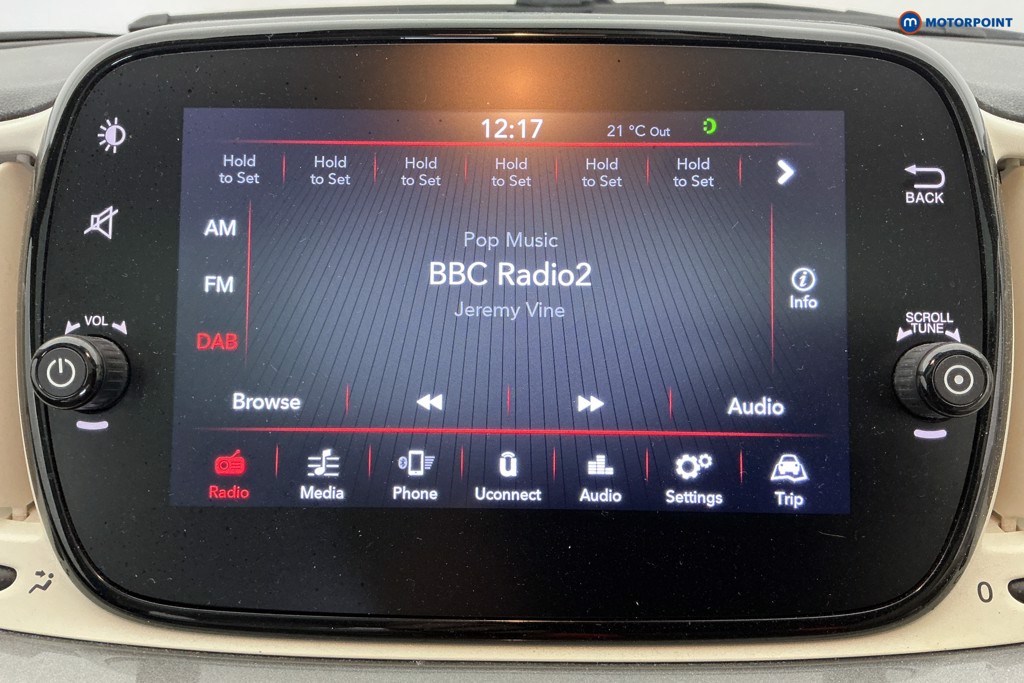 MOTORPOINT
12:17
21 °C Out
Hold to Set
Hold to Set
Hold to Set
Hold to Set
Hold to Set
Hold to Set
BACK
AM
FM
DAB
Pop Music
BBC Radio2
Jeremy Vine
Info
VOL
SCROLL
TUNE
Browse
Audio
Radio
Media
Phone
Uconnect
Audio
Settings
Trip
0